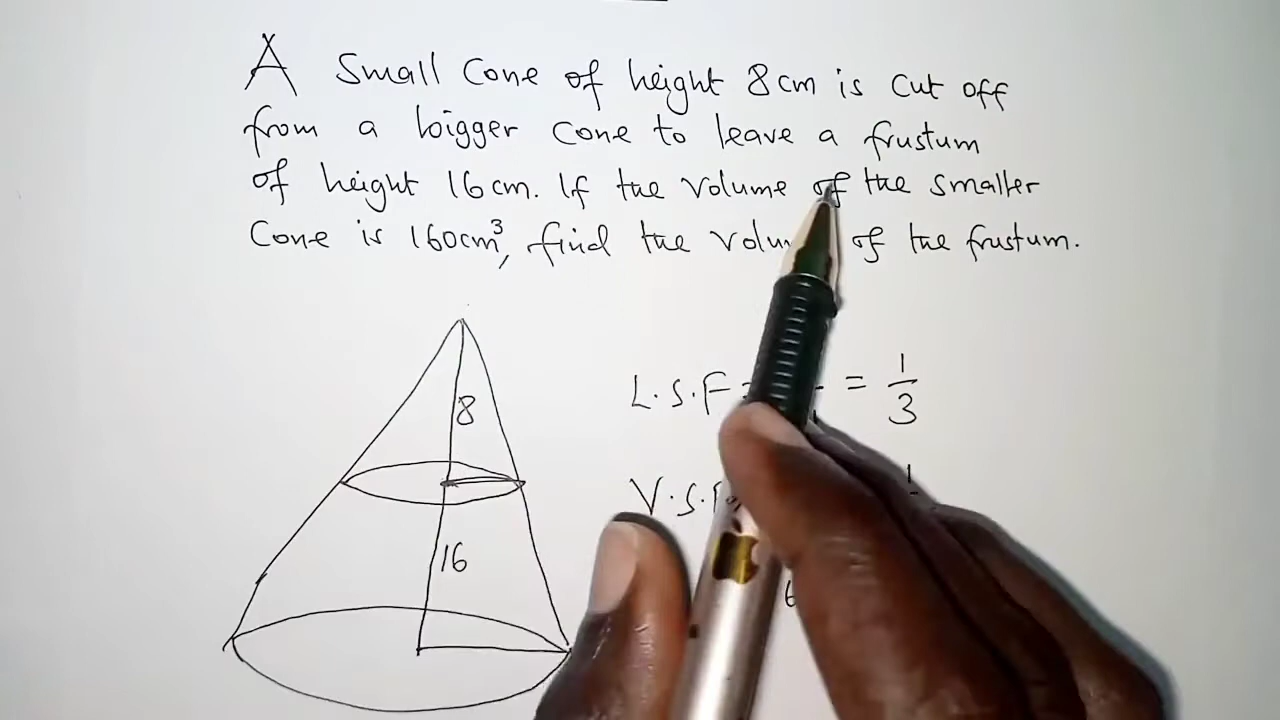 A Small Cone of height 8cm is cut off
from a bigger Cone to leave a frustum
of height 16cm. If the volume of the smaller
Cone is 160cm³, find the of the frustum.
8
16
L.S.F = = 1/3
V.S.F
1